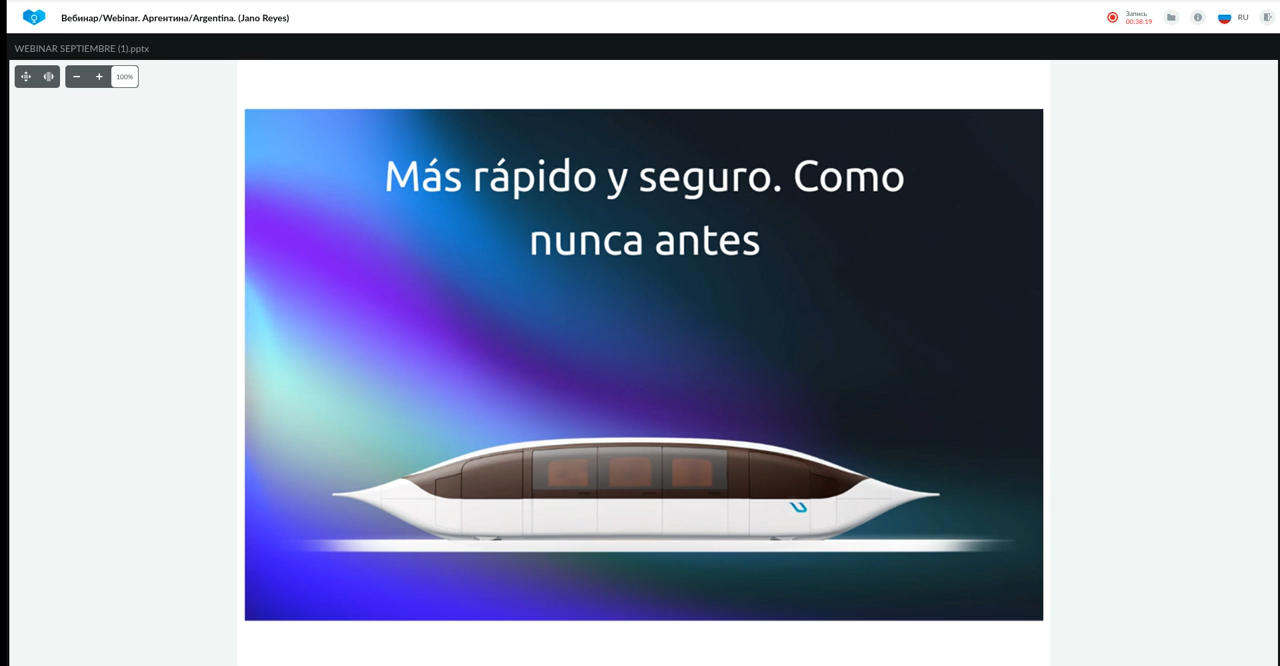 Вебинар/Webinar. Аргентина/Argentina. (Jano Reyes)
Запись
00:38:19
RU
WEBINAR SEPTIEMBRE (1).pptx
100%
Más rápido y seguro. Como
nunca antes